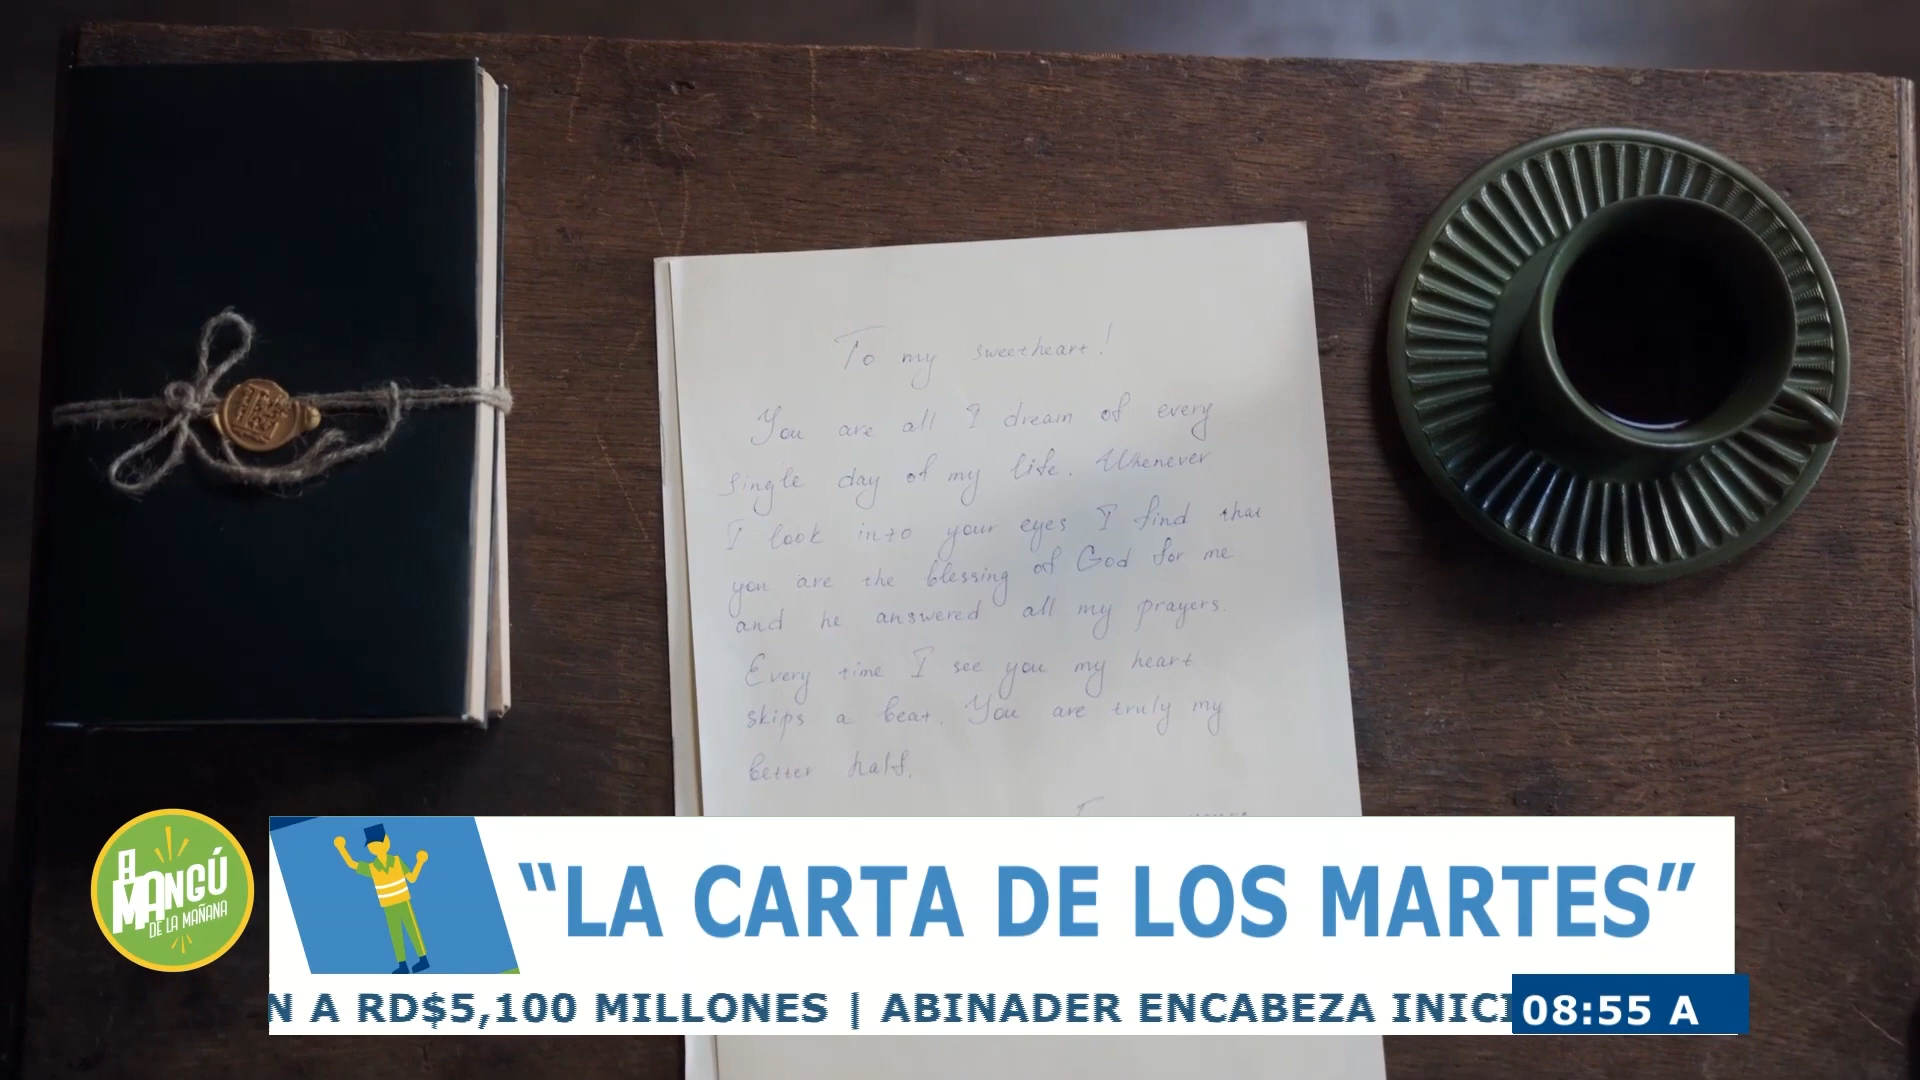 To my sweetheart!
You are all I dream of every
single day of my life. Whenever
I look into your eyes I find that
you are the blessing of God for me
and he answered all my prayers.
Every time I see you my heart
skips a beat. You are truly my
better half.
El
MANGÚ
DE LA MAÑANA
“LA CARTA DE LOS MARTES”
N A RD$5,100 MILLONES | ABINADER ENCABEZA INICI
08:55 A